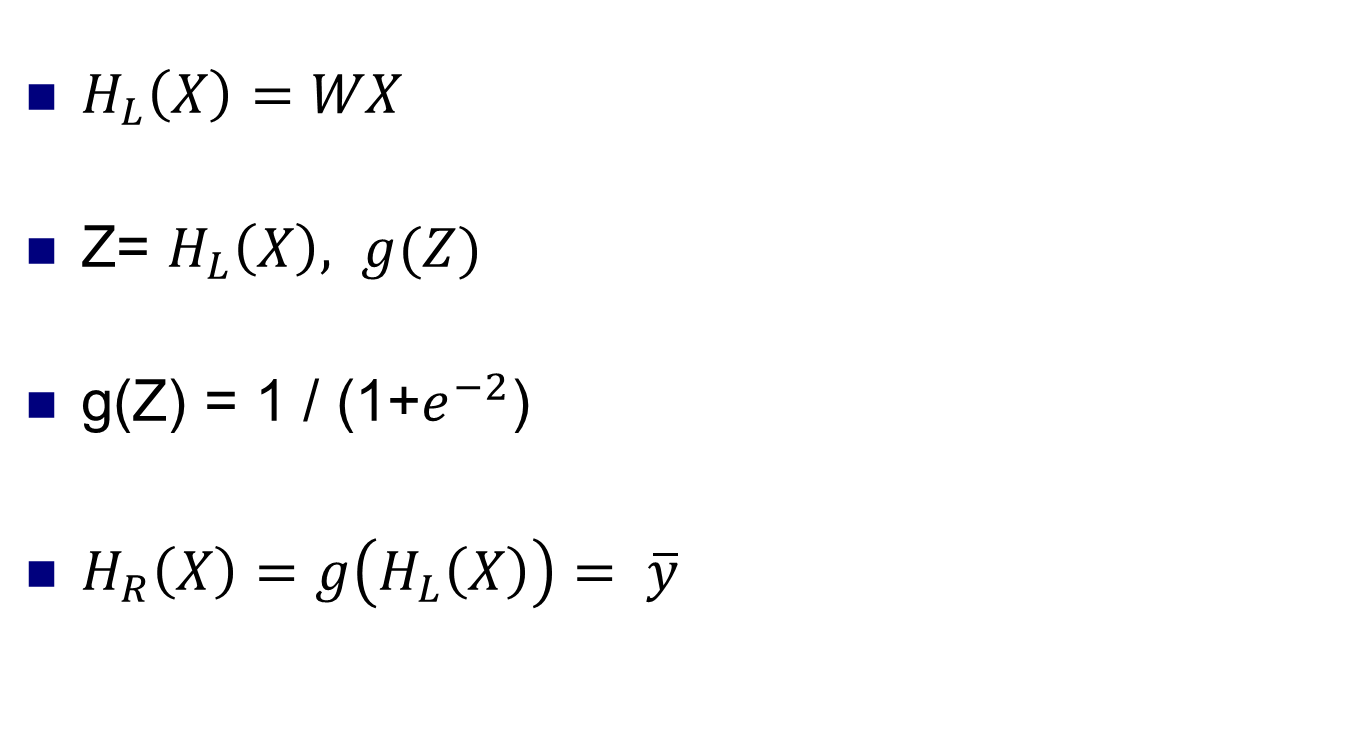 ■ H_L(X) = WX
■ Z= H_L(X), g(Z)
■ g(Z) = 1 / (1+e^{−2})
■ H_R(X) = g(H_L(X)) = ȳ